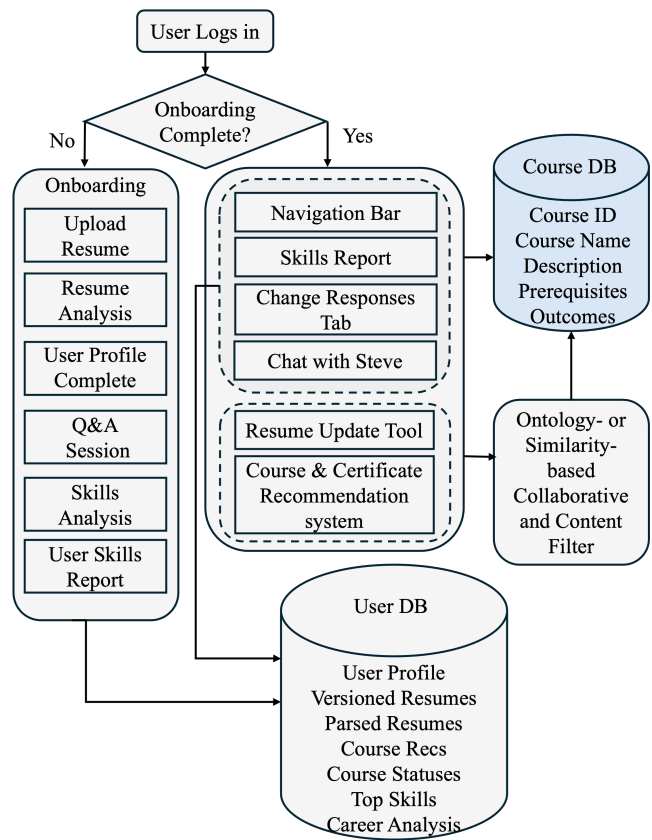 User Logs in
Onboarding
Complete?
No
Yes
Onboarding
Upload
Resume
Resume
Analysis
User Profile
Complete
Q&A
Session
Skills
Analysis
User Skills
Report
Navigation Bar
Skills Report
Change Responses
Tab
Chat with Steve
Resume Update Tool
Course & Certificate
Recommendation
system
Course DB
Course ID
Course Name
Description
Prerequisites
Outcomes
Ontology- or
Similarity-
based
Collaborative
and Content
Filter
User DB
User Profile
Versioned Resumes
Parsed Resumes
Course Recs
Course Statuses
Top Skills
Career Analysis